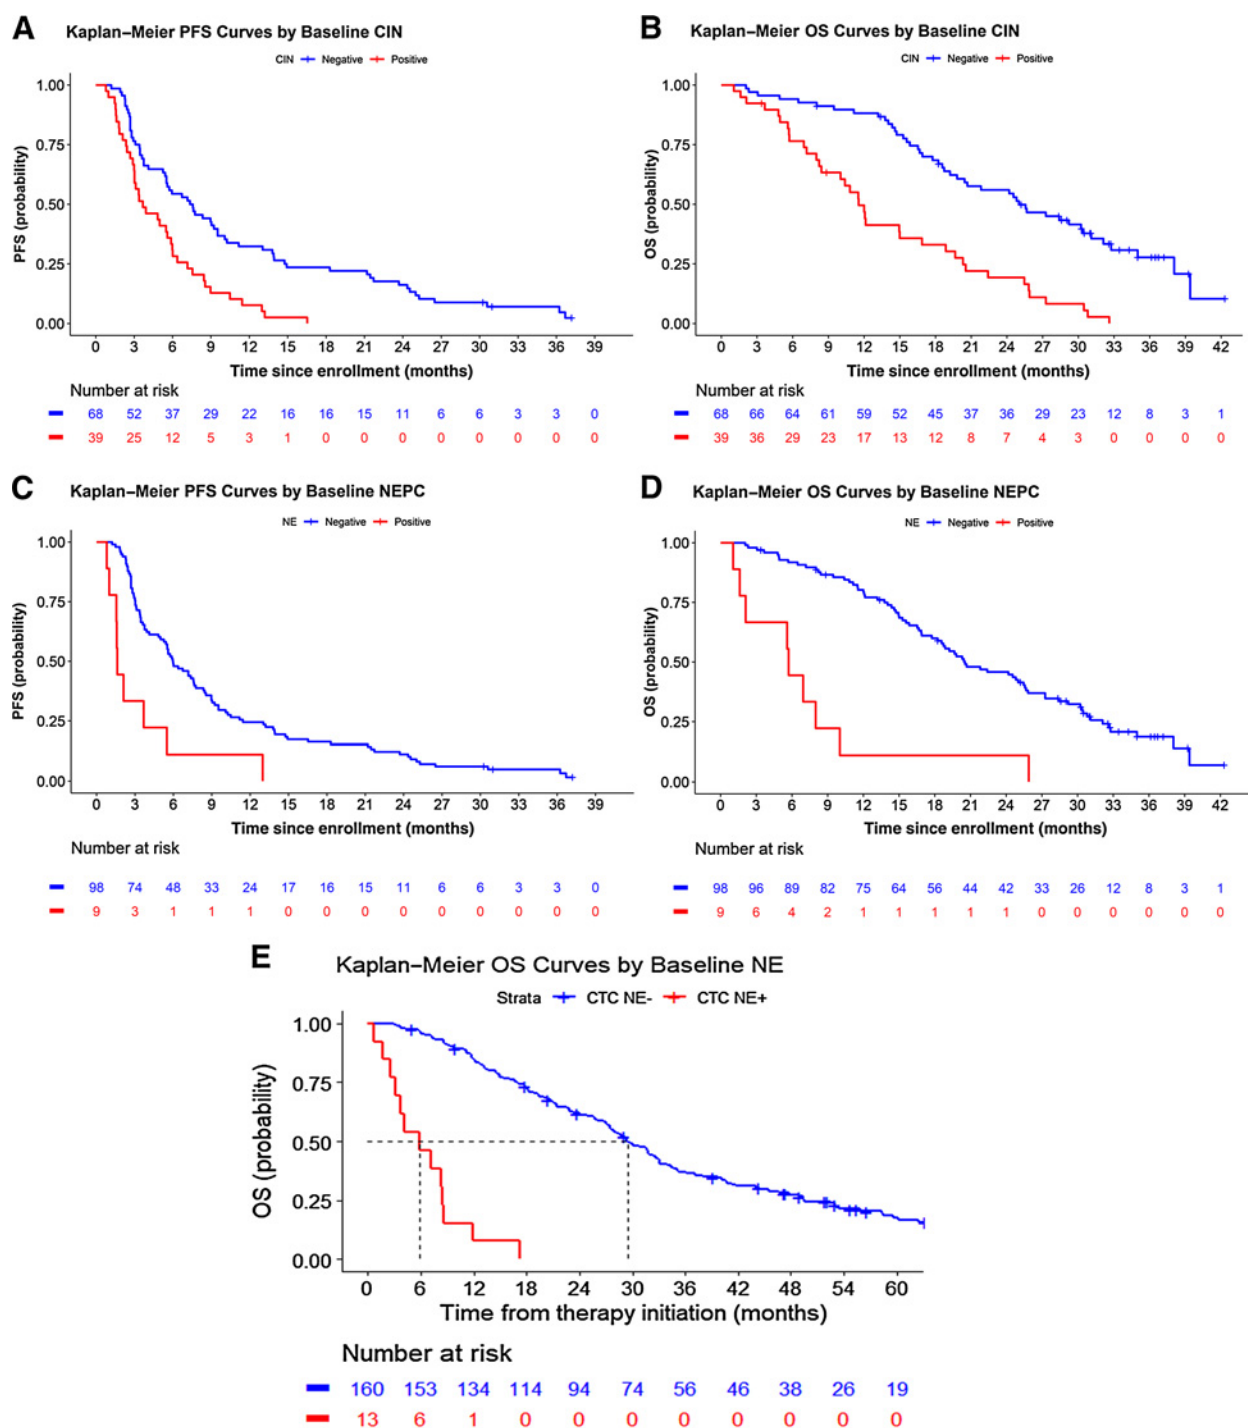 A
Kaplan–Meier PFS Curves by Baseline CIN
CIN Negative Positive
1.00
0.75
0.50
0.25
0.00
PFS (probability)
0 3 6 9 12 15 18 21 24 27 30 33 36 39
Time since enrollment (months)
Number at risk
68 52 37 29 22 16 16 15 11 6 6 3 3 0
39 25 12 5 3 1 0 0 0 0 0 0 0 0
B
Kaplan–Meier OS Curves by Baseline CIN
CIN Negative Positive
1.00
0.75
0.50
0.25
0.00
OS (probability)
0 3 6 9 12 15 18 21 24 27 30 33 36 39 42
Time since enrollment (months)
Number at risk
68 66 64 61 59 52 45 37 36 29 23 12 8 3 1
39 36 29 23 17 13 12 8 7 4 3 0 0 0 0
C
Kaplan–Meier PFS Curves by Baseline NEPC
NE Negative Positive
1.00
0.75
0.50
0.25
0.00
PFS (probability)
0 3 6 9 12 15 18 21 24 27 30 33 36 39
Time since enrollment (months)
Number at risk
98 74 48 33 24 17 16 15 11 6 6 3 3 0
9 3 1 1 1 0 0 0 0 0 0 0 0 0
D
Kaplan–Meier OS Curves by Baseline NEPC
NE Negative Positive
1.00
0.75
0.50
0.25
0.00
OS (probability)
0 3 6 9 12 15 18 21 24 27 30 33 36 39 42
Time since enrollment (months)
Number at risk
98 96 89 82 75 64 56 44 42 33 26 12 8 3 1
9 6 4 2 1 1 1 1 1 0 0 0 0 0 0
E
Kaplan–Meier OS Curves by Baseline NE
Strata CTC NE- CTC NE+
1.00
0.75
0.50
0.25
0.00
OS (probability)
0 6 12 18 24 30 36 42 48 54 60
Time from therapy initiation (months)
Number at risk
160 153 134 114 94 74 56 46 38 26 19
13 6 1 0 0 0 0 0 0 0 0